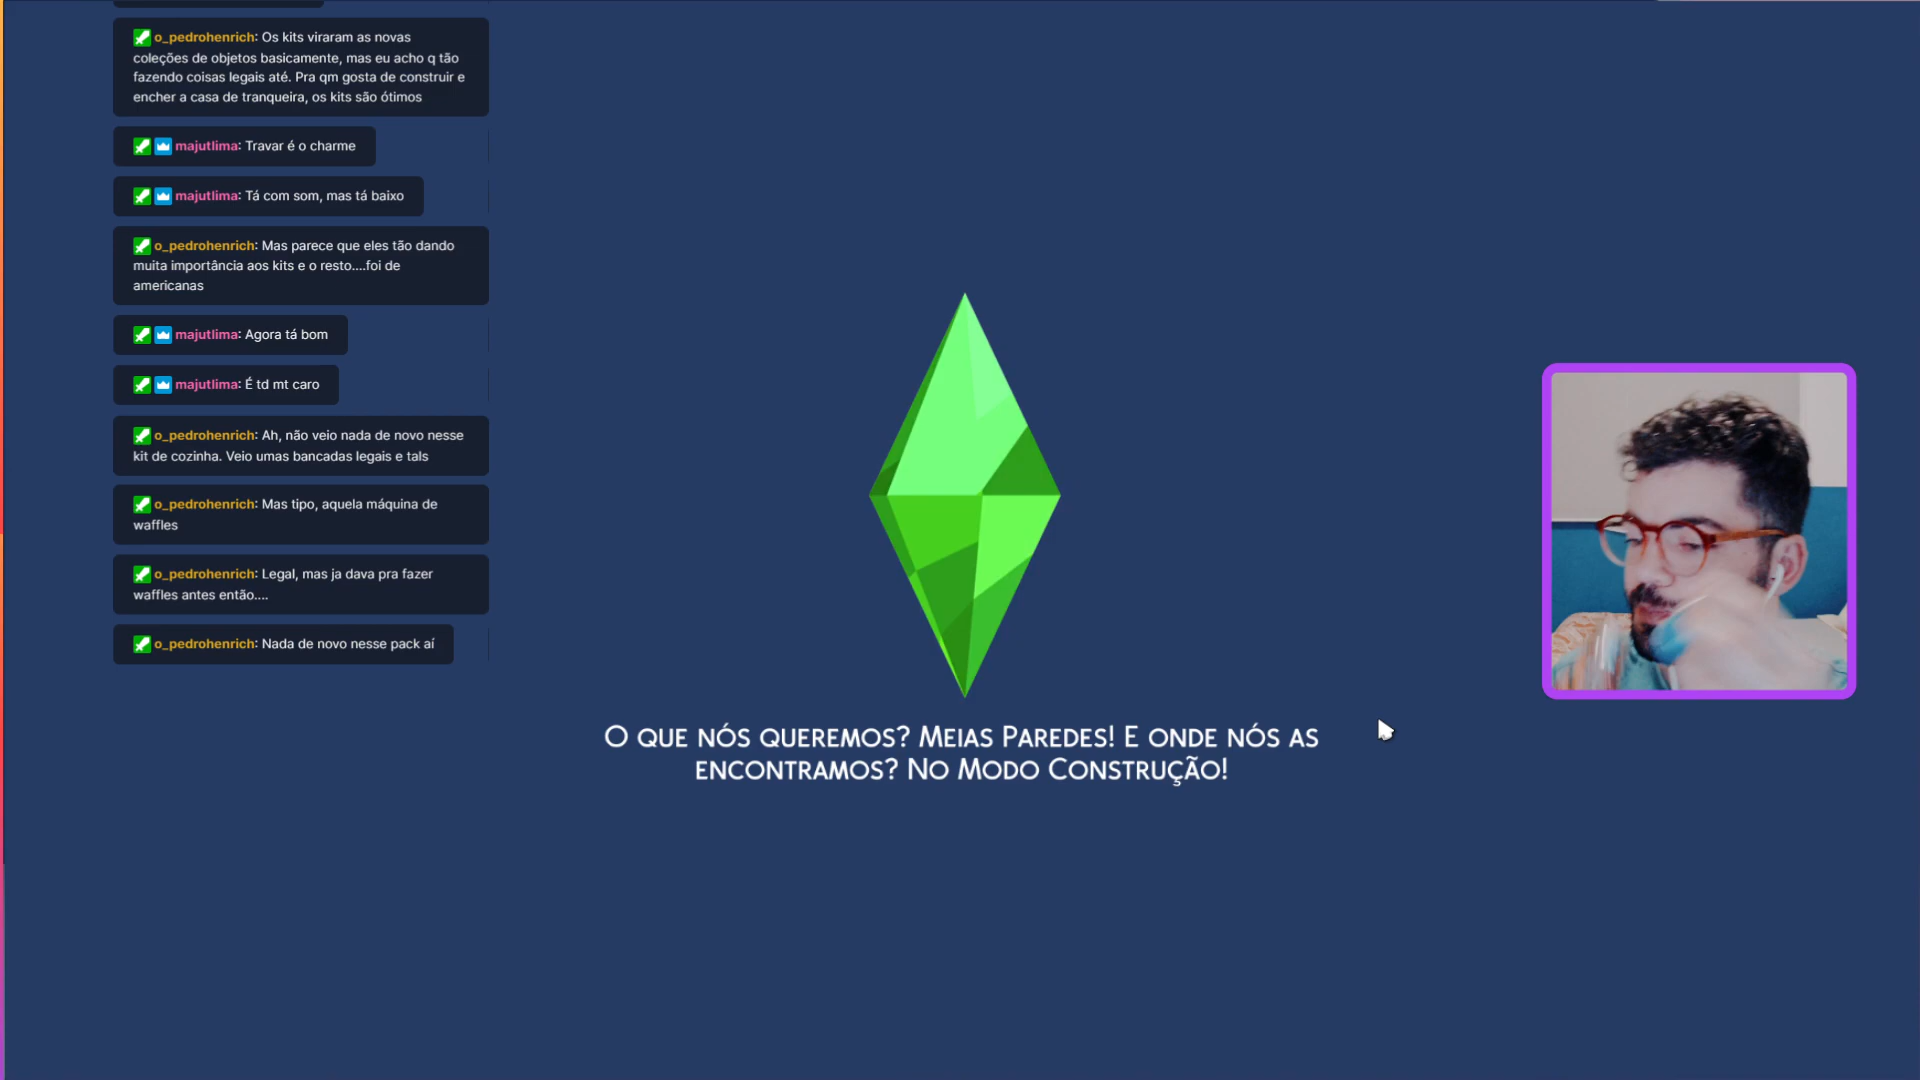 o_pedrohenrich: Os kits viraram as novas
coleções de objetos basicamente, mas eu acho q tão
fazendo coisas legais até. Pra qm gosta de construir e
encher a casa de tranqueira, os kits são ótimos
majutlima: Travar é o charme
majutlima: Tá com som, mas tá baixo
o_pedrohenrich: Mas parece que eles tão dando
muita importância aos kits e o resto....foi de
americanas
majutlima: Agora tá bom
majutlima: É td mt caro
o_pedrohenrich: Ah, não veio nada de novo nesse
kit de cozinha. Veio umas bancadas legais e tals
o_pedrohenrich: Mas tipo, aquela máquina de
waffles
o_pedrohenrich: Legal, mas ja dava pra fazer
waffles antes então....
o_pedrohenrich: Nada de novo nesse pack aí
O QUE NÓS QUEREMOS? MEIAS PAREDES! E ONDE NÓS AS
ENCONTRAMOS? NO MODO CONSTRUÇÃO!